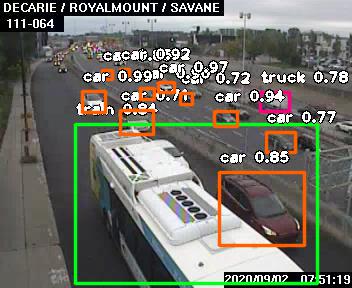 DECARIE / ROYALMOUNT / SAVANE
111-064
car 0.92
car 0.97
car 0.99
car 0.72
truck 0.78
car 0.94
train 0.84
car 0.77
car 0.85
2020/09/02 07:51:19